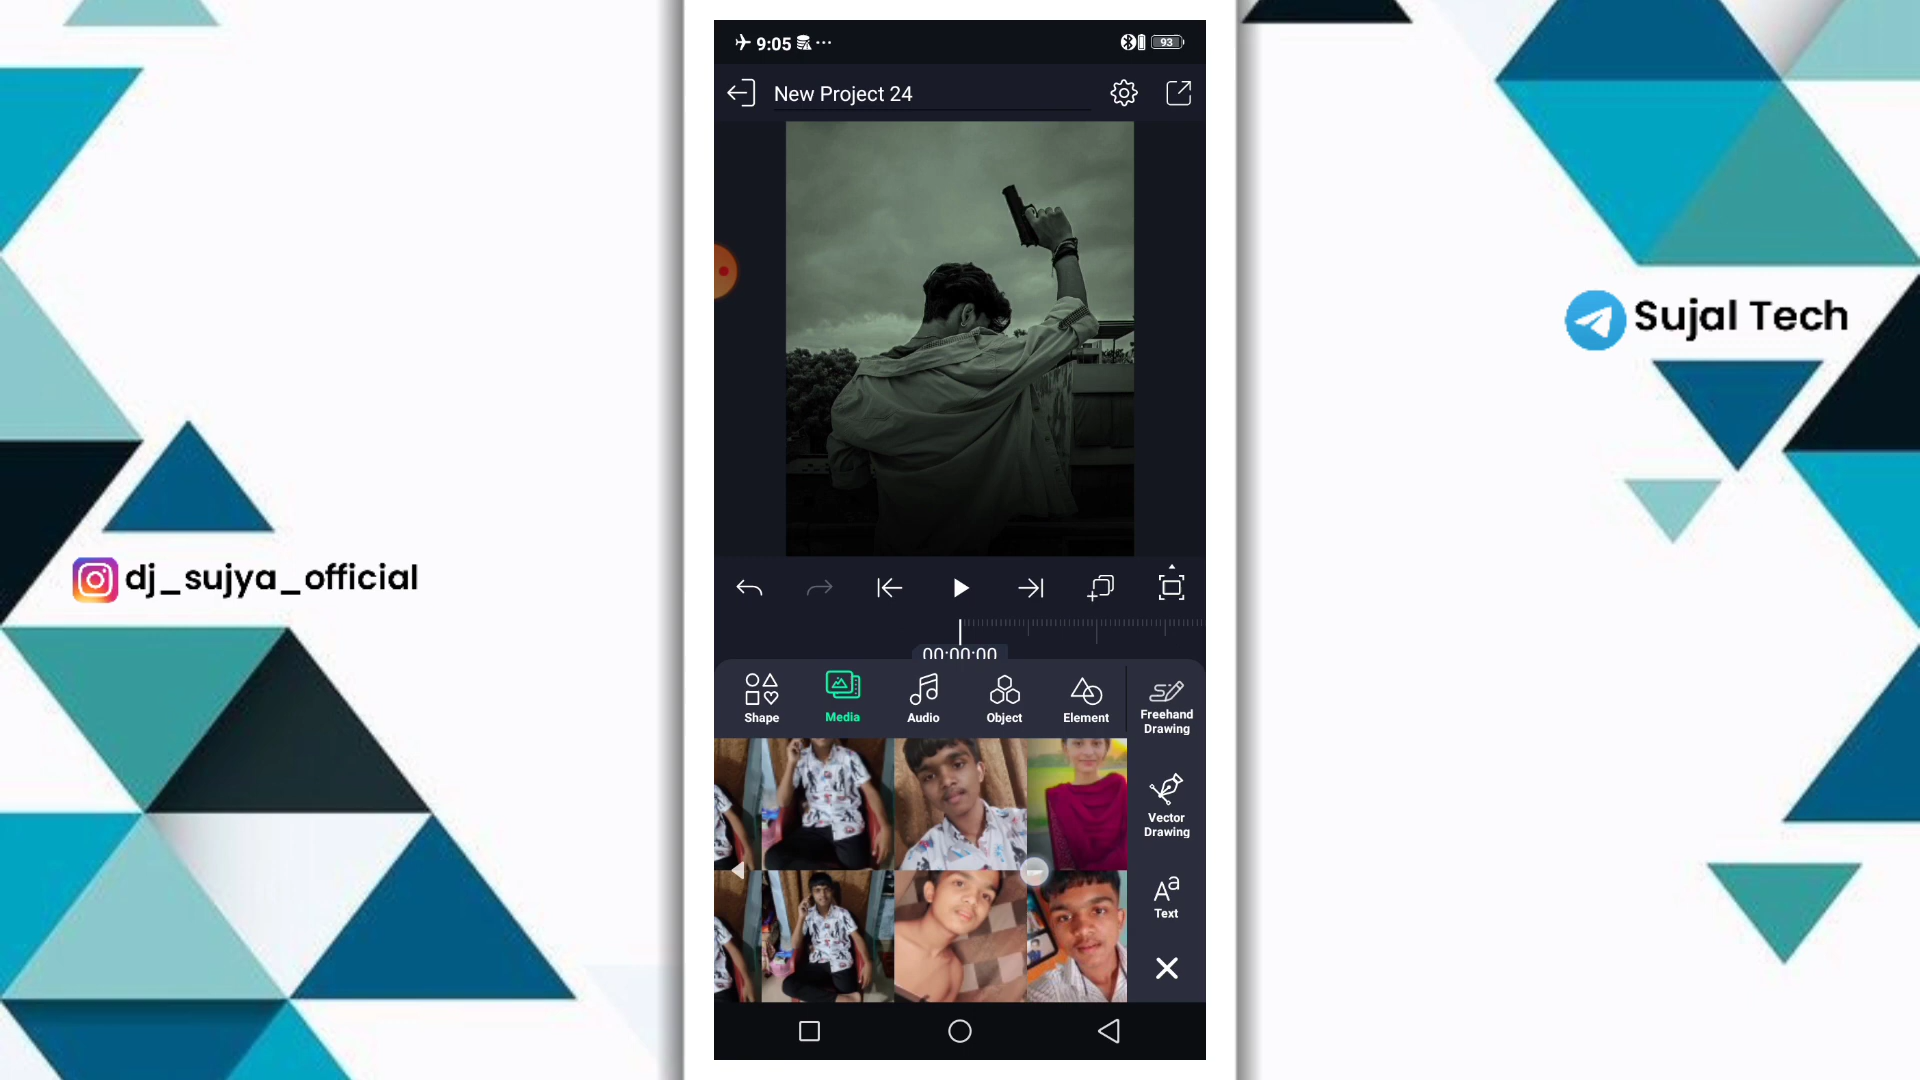 9:05
93
New Project 24
Sujal Tech
dj_sujya_official
00:00:00
Shape
Media
Audio
Object
Element
Freehand
Drawing
Vector
Drawing
Aa
Text